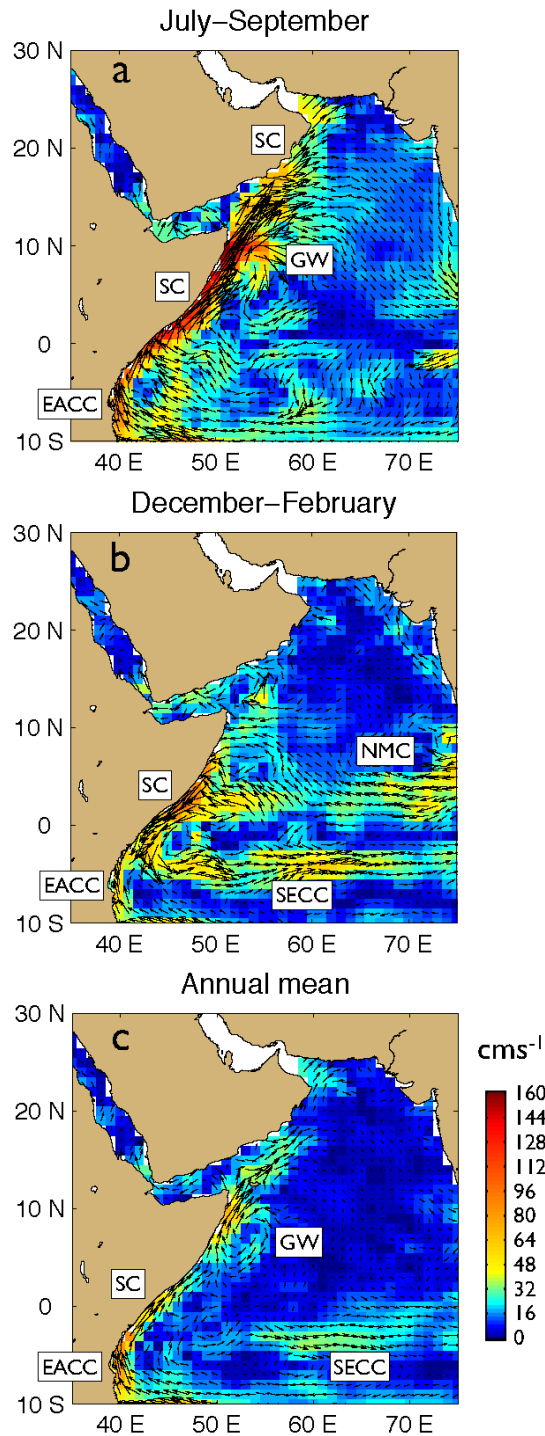 July–September
30 N
a
SC
20 N
10 N
GW
SC
0
EACC
10 S
40 E 50 E 60 E 70 E
December–February
30 N
b
20 N
10 N
NMC
SC
0
EACC
SECC
10 S
40 E 50 E 60 E 70 E
Annual mean
30 N
c
cms⁻¹
20 N
160
144
128
112
96
80
64
48
32
16
0
10 N
GW
SC
0
EACC
SECC
10 S
40 E 50 E 60 E 70 E